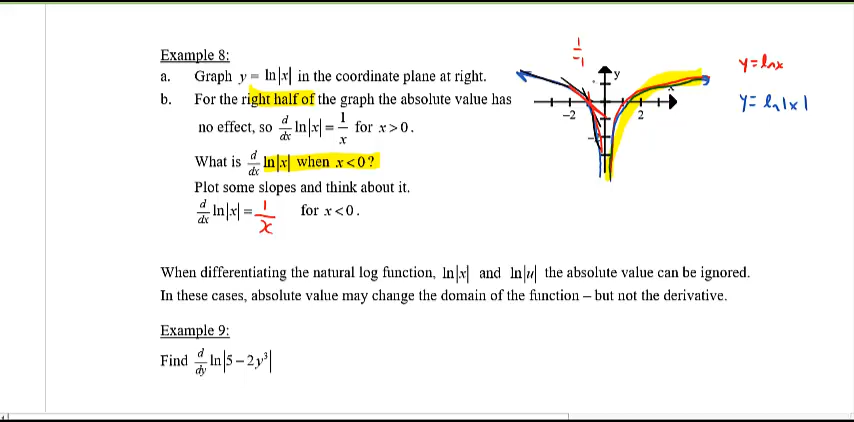 Example 8:
a. Graph y = ln|x| in the coordinate plane at right.
b. For the right half of the graph the absolute value has
no effect, so d/dx ln|x| = 1/x for x > 0.
What is d/dx ln|x| when x < 0?
Plot some slopes and think about it.
d/dx ln|x| = 1/x for x < 0.
1/-1
y
-2
2
y = ln x
y = ln|x|
When differentiating the natural log function, ln|x| and ln|u| the absolute value can be ignored.
In these cases, absolute value may change the domain of the function – but not the derivative.
Example 9:
Find d/dy ln|5 − 2y³|